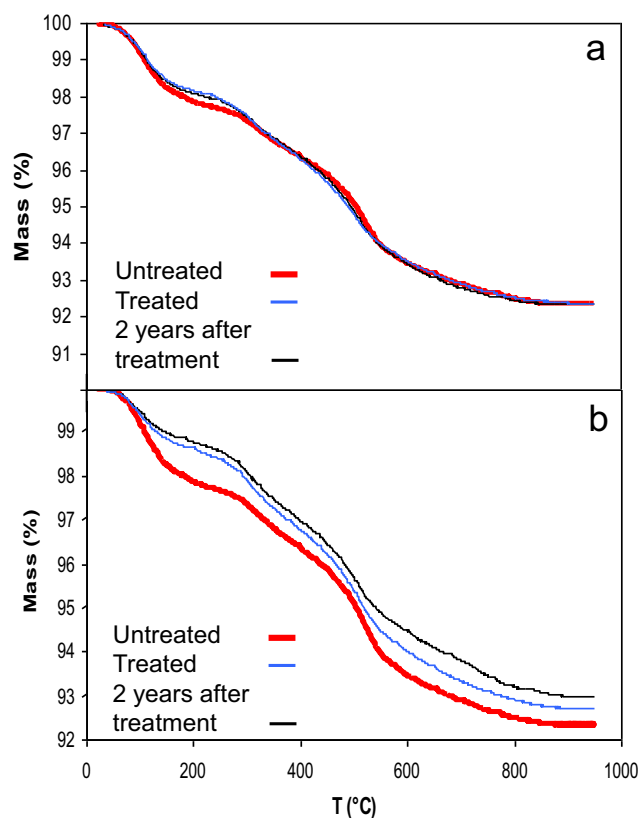 100
99
98
97
96
95
94
93
92
91
Mass (%)
a
Untreated
Treated
2 years after
treatment
99
98
97
96
95
94
93
92
Mass (%)
b
Untreated
Treated
2 years after
treatment
0 200 400 600 800 1000
T (°C)